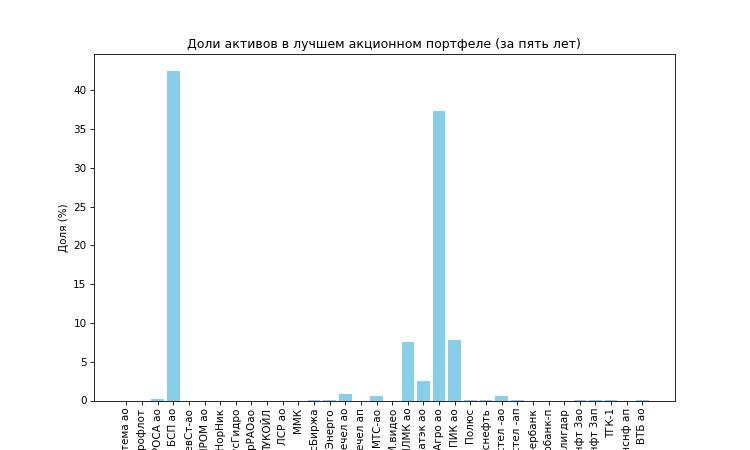 Доли активов в лучшем акционном портфеле (за пять лет)
Доля (%)
40
35
30
25
20
15
10
5
0
тема ао
рофлот
РОСА ао
БСП ао
евСт-ао
ПРОМ ао
НорНик
сГидро
рРАОао
ЛУКОЙЛ
ЛСР ао
ММК
сБиржа
Энерго
ечел ао
ечел ап
МТС-ао
М.видео
ЛМК ао
атэк ао
Агро ао
ПИК ао
Полюс
снефть
стел -ао
стел -ап
ербанк
рбанк-п
лигдар
нфт 3ао
нфт 3ап
ТГК-1
нснф ап
ВТБ ао